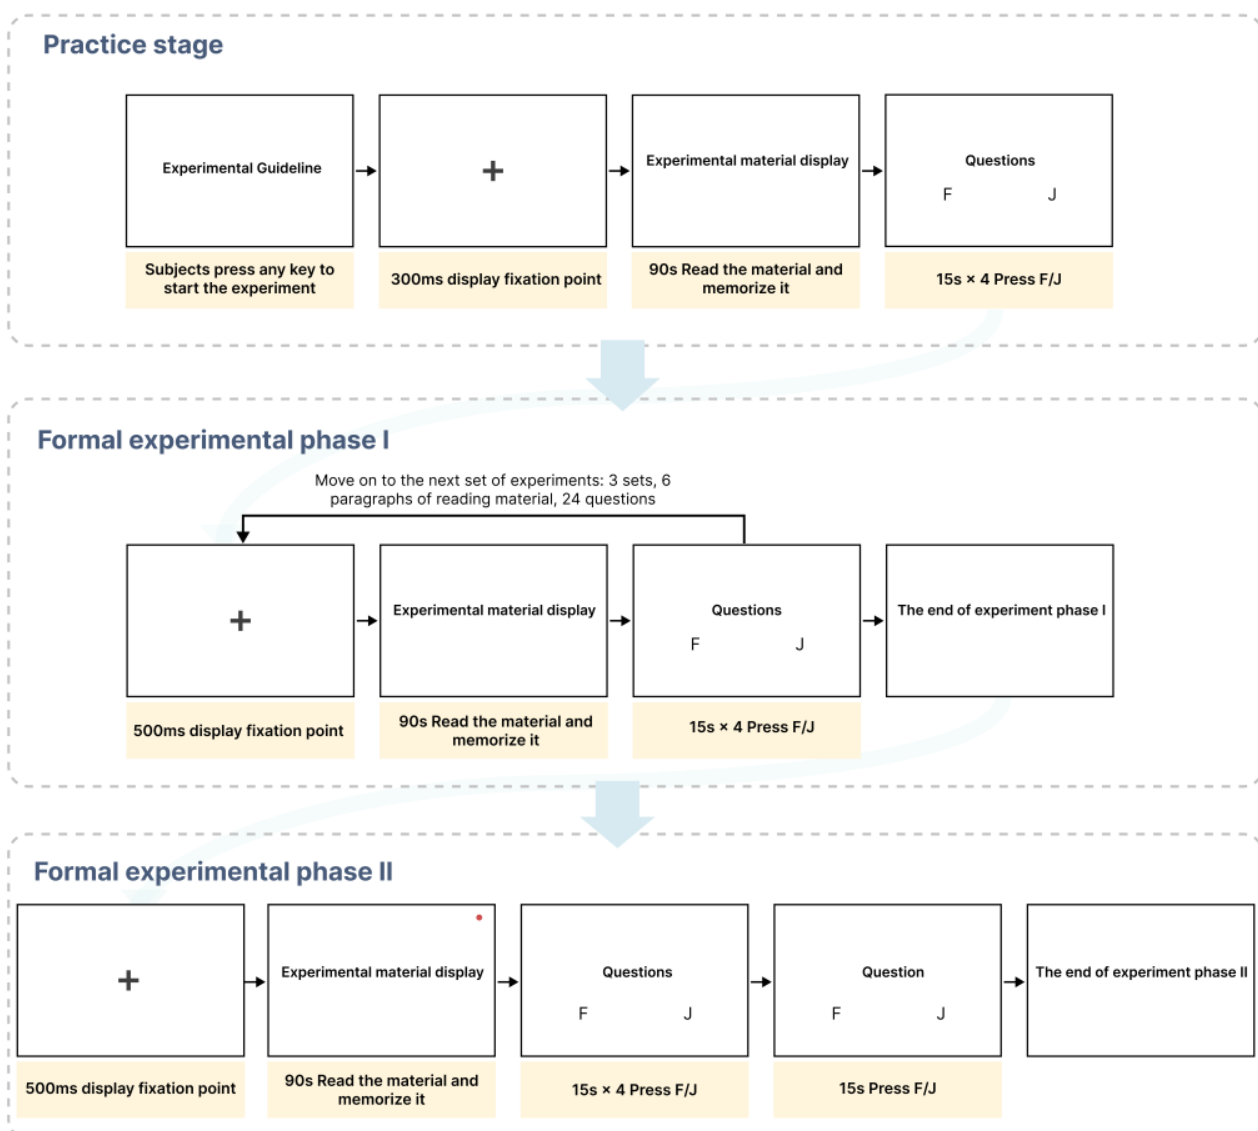 Practice stage
Experimental Guideline
+
Experimental material display
Questions
F J
Subjects press any key to
start the experiment
300ms display fixation point
90s Read the material and
memorize it
15s × 4 Press F/J
Formal experimental phase I
Move on to the next set of experiments: 3 sets, 6
paragraphs of reading material, 24 questions
+
Experimental material display
Questions
F J
The end of experiment phase I
500ms display fixation point
90s Read the material and
memorize it
15s × 4 Press F/J
Formal experimental phase II
+
Experimental material display
Questions
F J
Question
F J
The end of experiment phase II
500ms display fixation point
90s Read the material and
memorize it
15s × 4 Press F/J
15s Press F/J